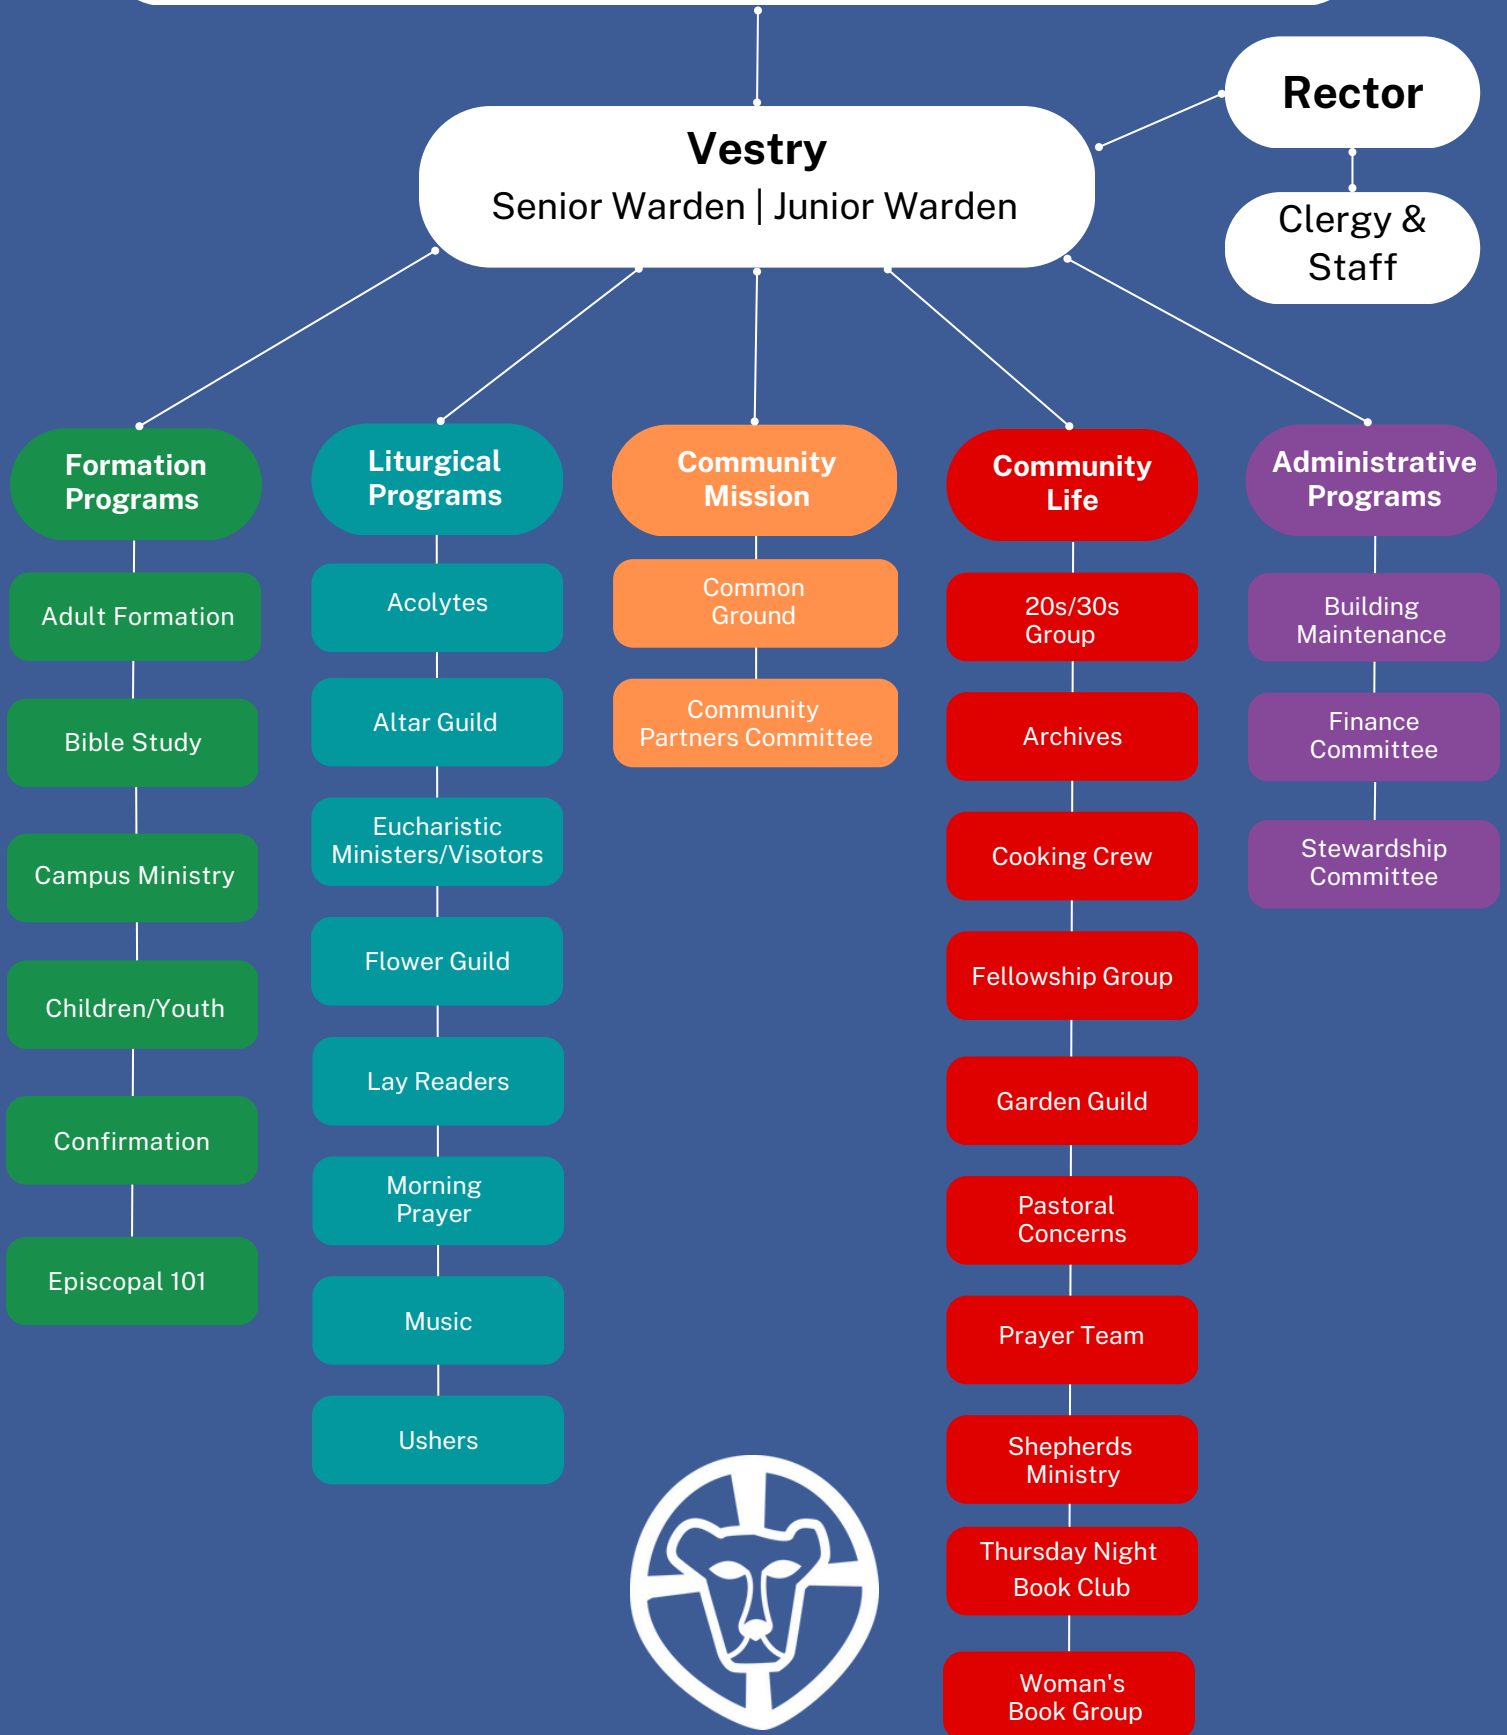 Rector
Clergy &
Staff
Vestry
Senior Warden | Junior Warden
Formation
Programs
Adult Formation
Bible Study
Campus Ministry
Children/Youth
Confirmation
Episcopal 101
Liturgical
Programs
Acolytes
Altar Guild
Eucharistic
Ministers/Visotors
Flower Guild
Lay Readers
Morning
Prayer
Music
Ushers
Community
Mission
Common
Ground
Community
Partners Committee
Community
Life
20s/30s
Group
Archives
Cooking Crew
Fellowship Group
Garden Guild
Pastoral
Concerns
Prayer Team
Shepherds
Ministry
Thursday Night
Book Club
Woman's
Book Group
Administrative
Programs
Building
Maintenance
Finance
Committee
Stewardship
Committee